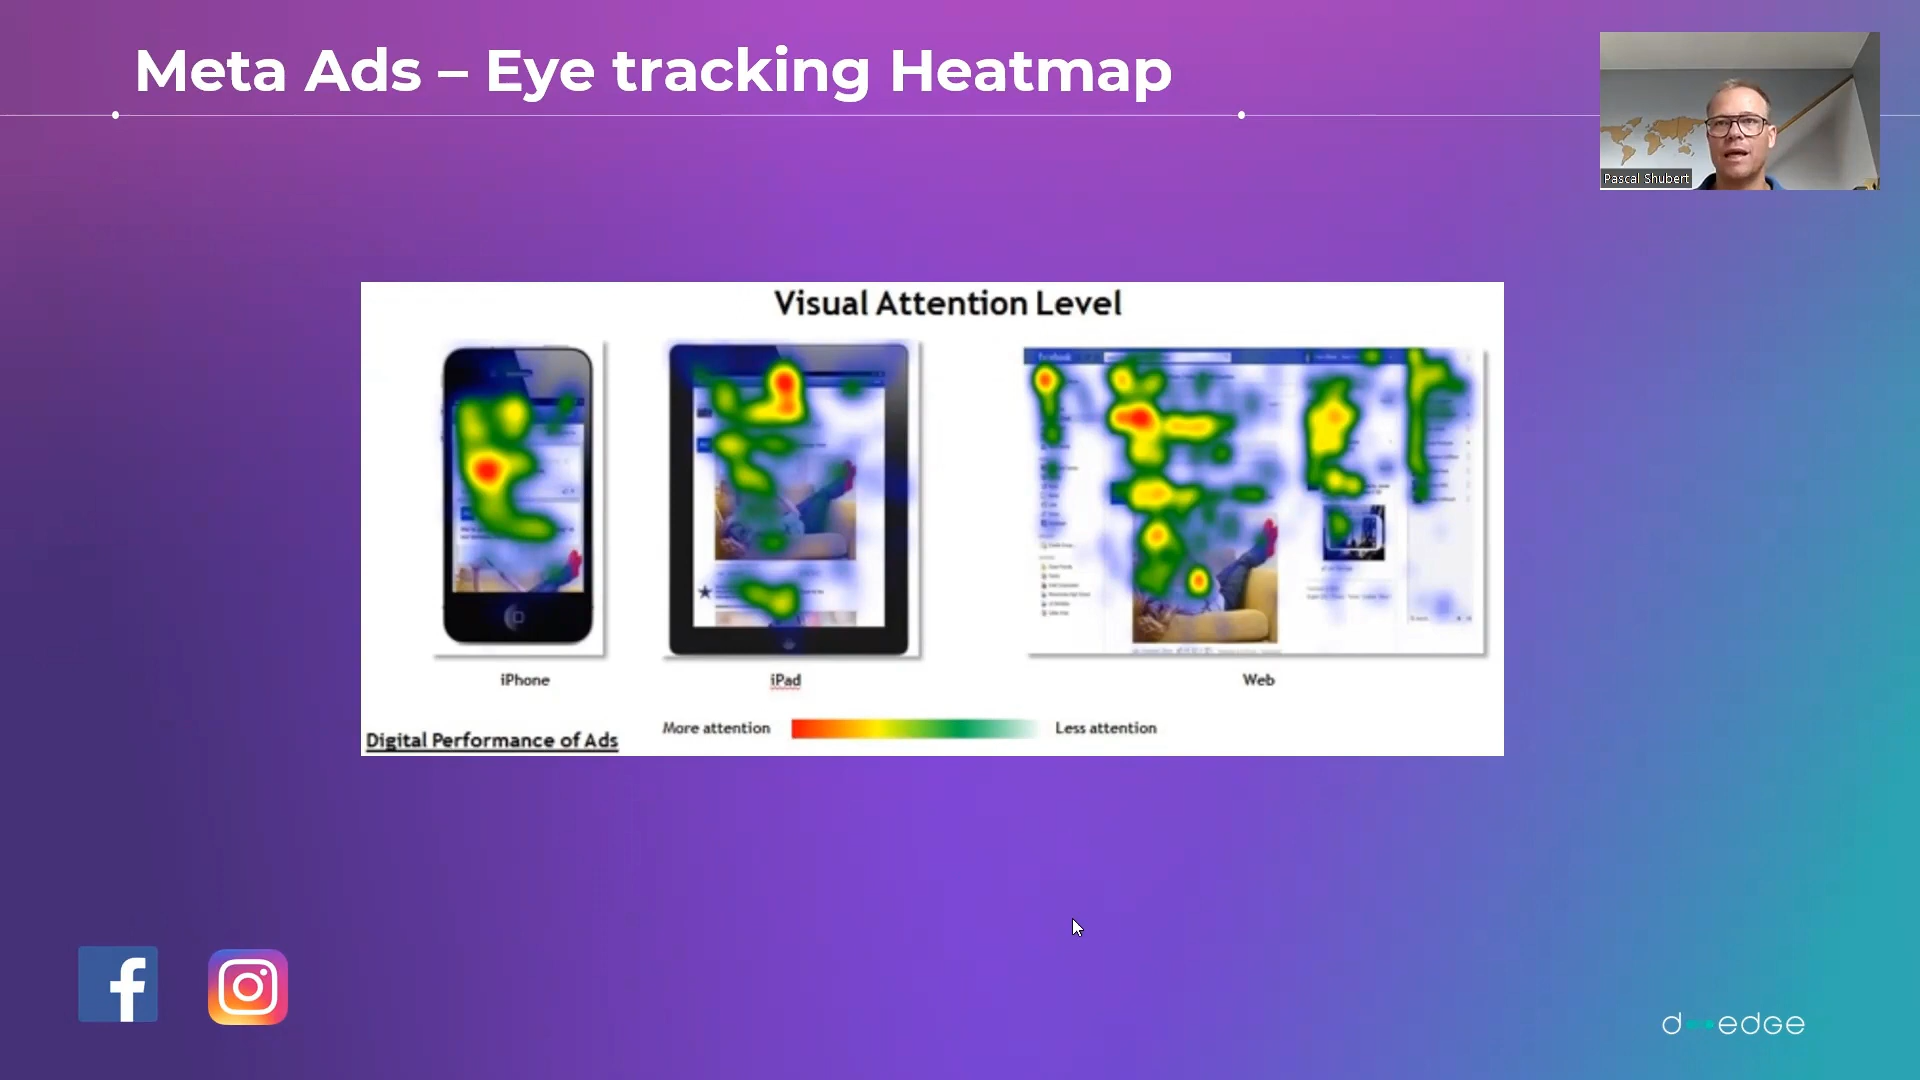 Meta Ads – Eye tracking Heatmap
Pascal Shubert
Visual Attention Level
facebook
iPhone
iPad
Web
More attention
Less attention
Digital Performance of Ads
d edge